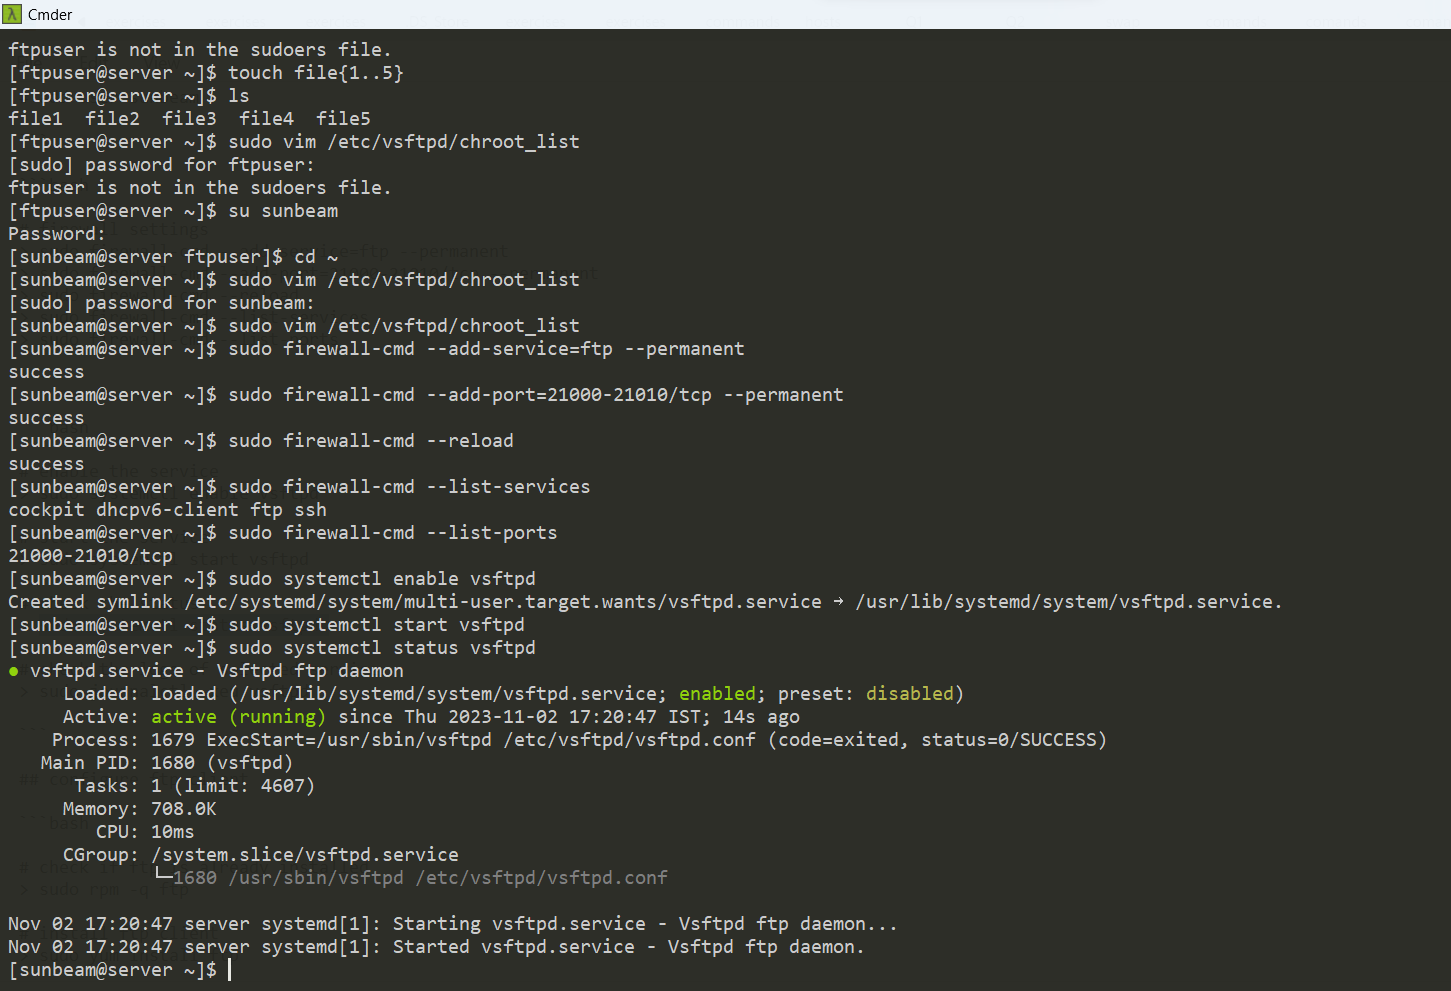 Cmder
ftpuser is not in the sudoers file.
[ftpuser@server ~]$ touch file{1..5}
[ftpuser@server ~]$ ls
file1  file2  file3  file4  file5
[ftpuser@server ~]$ sudo vim /etc/vsftpd/chroot_list
[sudo] password for ftpuser:
ftpuser is not in the sudoers file.
[ftpuser@server ~]$ su sunbeam
Password:
[sunbeam@server ftpuser]$ cd ~
[sunbeam@server ~]$ sudo vim /etc/vsftpd/chroot_list
[sudo] password for sunbeam:
[sunbeam@server ~]$ sudo vim /etc/vsftpd/chroot_list
[sunbeam@server ~]$ sudo firewall-cmd --add-service=ftp --permanent
success
[sunbeam@server ~]$ sudo firewall-cmd --add-port=21000-21010/tcp --permanent
success
[sunbeam@server ~]$ sudo firewall-cmd --reload
success
[sunbeam@server ~]$ sudo firewall-cmd --list-services
cockpit dhcpv6-client ftp ssh
[sunbeam@server ~]$ sudo firewall-cmd --list-ports
21000-21010/tcp
[sunbeam@server ~]$ sudo systemctl enable vsftpd
Created symlink /etc/systemd/system/multi-user.target.wants/vsftpd.service → /usr/lib/systemd/system/vsftpd.service.
[sunbeam@server ~]$ sudo systemctl start vsftpd
[sunbeam@server ~]$ sudo systemctl status vsftpd
● vsftpd.service - Vsftpd ftp daemon
     Loaded: loaded (/usr/lib/systemd/system/vsftpd.service; enabled; preset: disabled)
     Active: active (running) since Thu 2023-11-02 17:20:47 IST; 14s ago
    Process: 1679 ExecStart=/usr/sbin/vsftpd /etc/vsftpd/vsftpd.conf (code=exited, status=0/SUCCESS)
   Main PID: 1680 (vsftpd)
      Tasks: 1 (limit: 4607)
     Memory: 708.0K
        CPU: 10ms
     CGroup: /system.slice/vsftpd.service
             └─1680 /usr/sbin/vsftpd /etc/vsftpd/vsftpd.conf
Nov 02 17:20:47 server systemd[1]: Starting vsftpd.service - Vsftpd ftp daemon...
Nov 02 17:20:47 server systemd[1]: Started vsftpd.service - Vsftpd ftp daemon.
[sunbeam@server ~]$